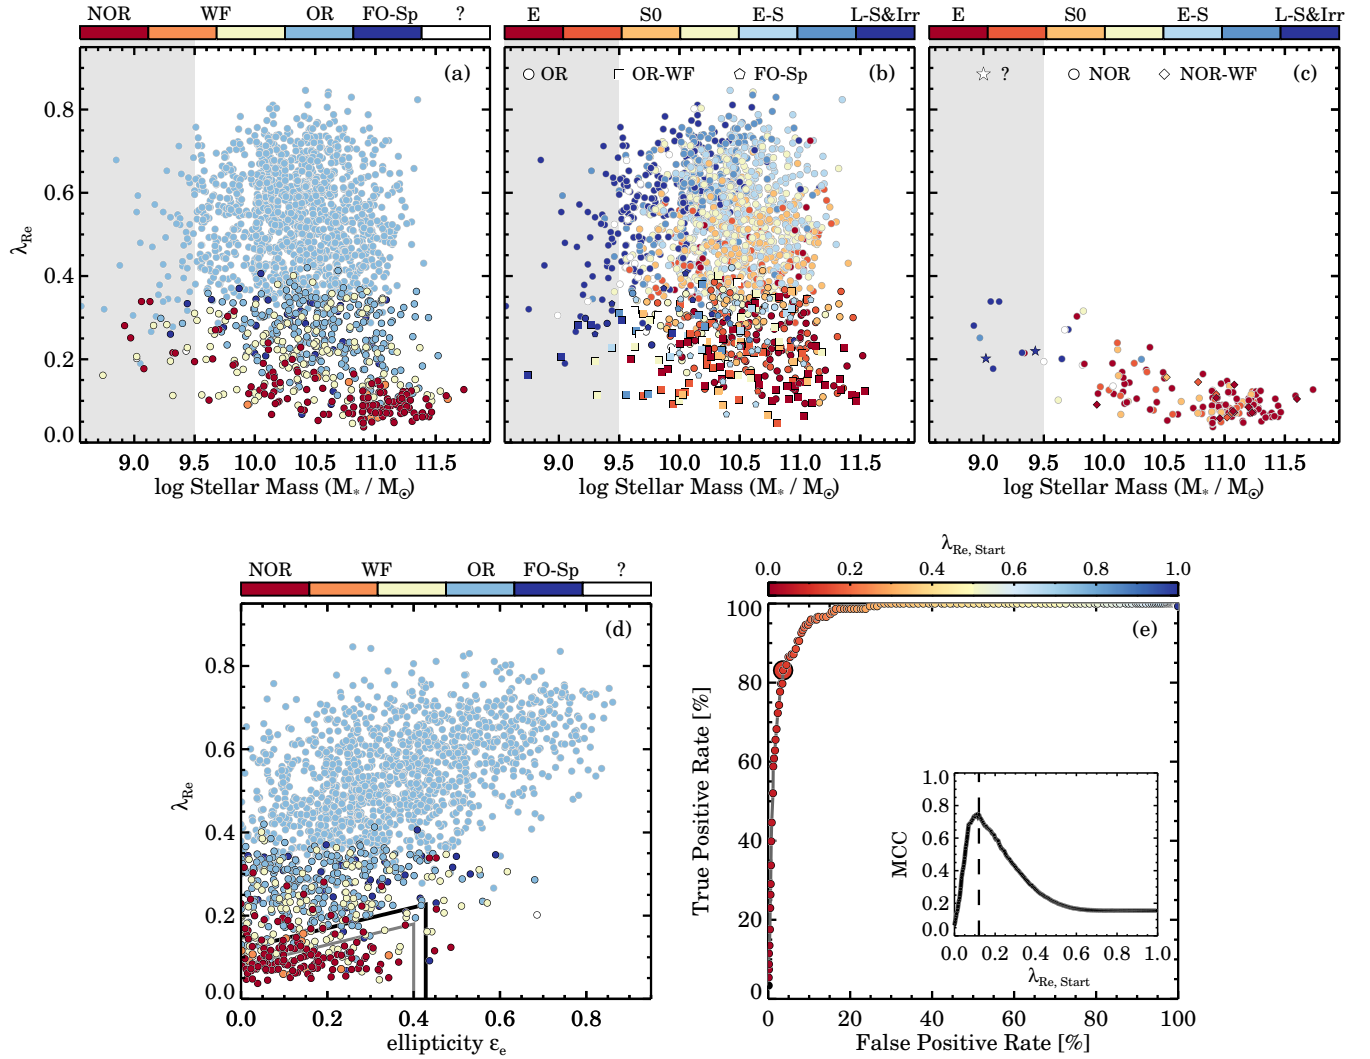 NOR WF OR FO-Sp ?
E S0 E-S L-S&Irr
E S0 E-S L-S&Irr
(a)
(b)
(c)
OR OR-WF FO-Sp
? NOR NOR-WF
0.8
0.6
0.4
0.2
0.0
λRe
9.0 9.5 10.0 10.5 11.0 11.5
9.0 9.5 10.0 10.5 11.0 11.5
9.0 9.5 10.0 10.5 11.0 11.5
log Stellar Mass (M* / M⊙)
log Stellar Mass (M* / M⊙)
log Stellar Mass (M* / M⊙)
NOR WF OR FO-Sp ?
(d)
0.8
0.6
0.4
0.2
0.0
λRe
0.0 0.2 0.4 0.6 0.8
ellipticity εe
λRe, Start
0.0 0.2 0.4 0.6 0.8 1.0
(e)
100
80
60
40
20
0
True Positive Rate [%]
0 20 40 60 80 100
False Positive Rate [%]
1.0
0.8
0.6
0.4
0.2
0.0
MCC
0.0 0.2 0.4 0.6 0.8 1.0
λRe, Start